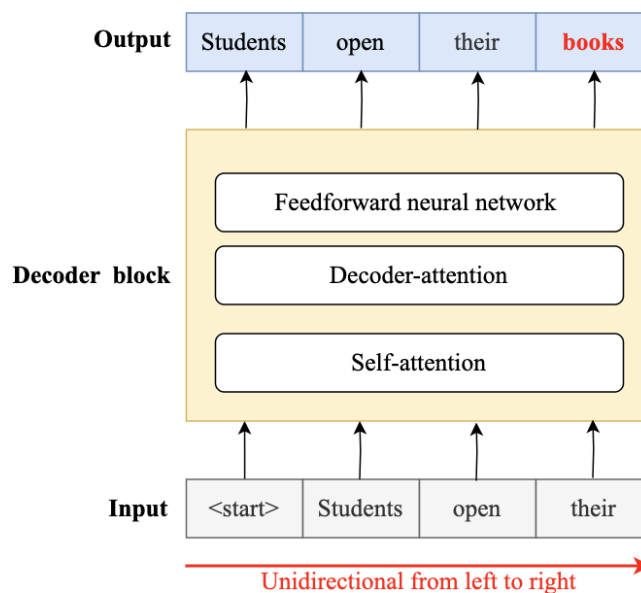 Output Students open their books
Feedforward neural network
Decoder block Decoder-attention
Self-attention
Input <start> Students open their
Unidirectional from left to right